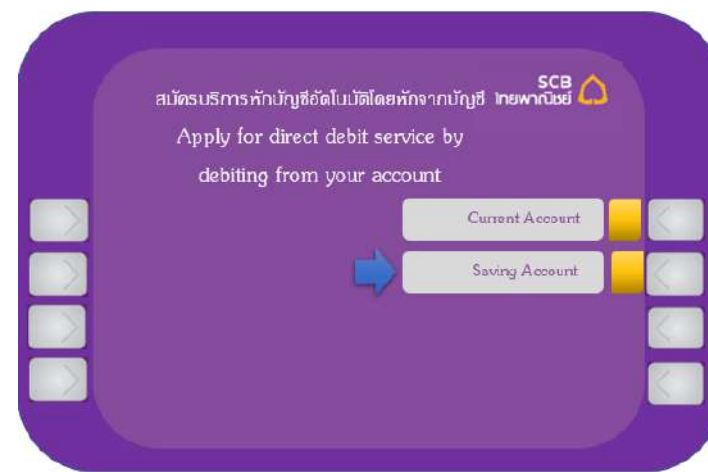 สมัครบริการหักบัญชีอัตโนมัติโดยหักจากบัญชี
SCB
ไทยพาณิชย์
Apply for direct debit service by
debiting from your account
Current Account
Saving Account